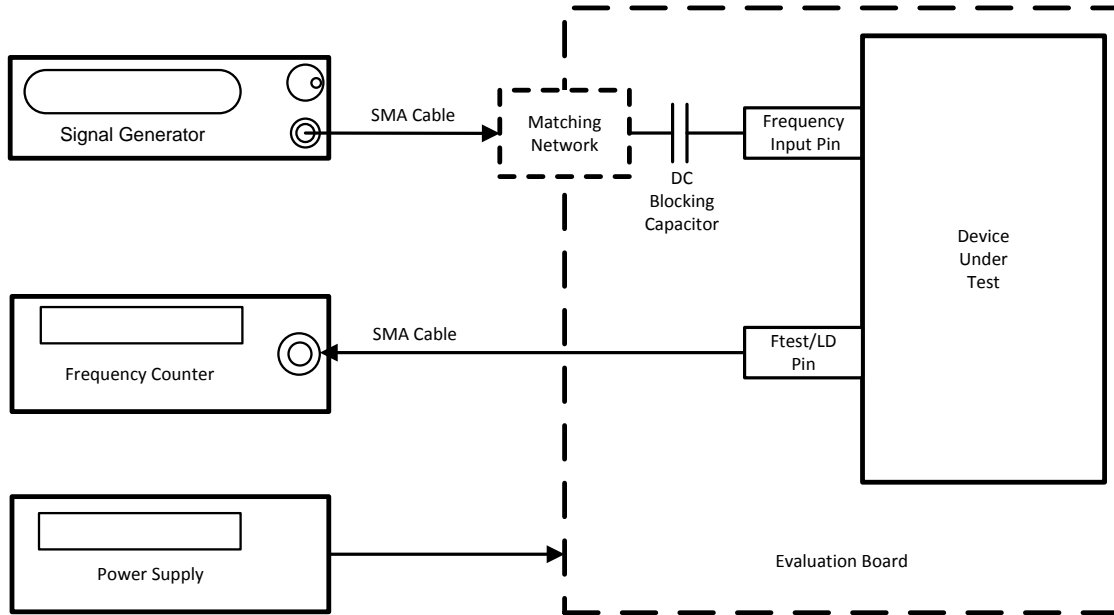 Signal Generator
SMA Cable
Matching
Network
DC
Blocking
Capacitor
Frequency
Input Pin
Device
Under
Test
Frequency Counter
SMA Cable
Ftest/LD
Pin
Power Supply
Evaluation Board